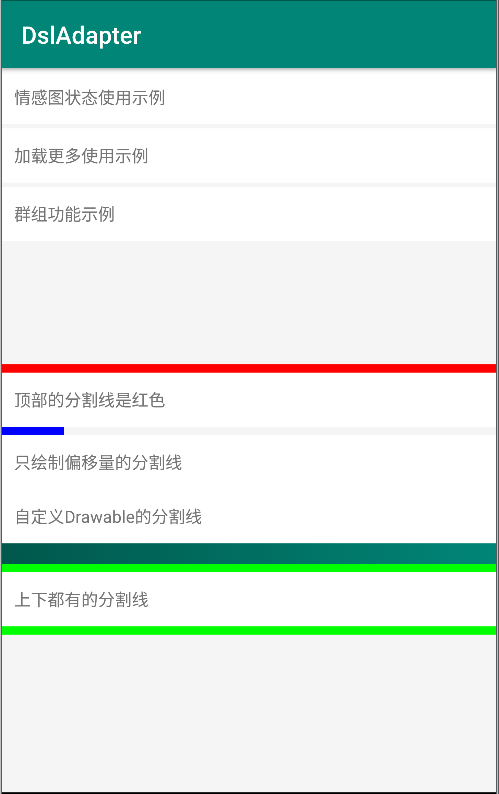 DslAdapter
情感图状态使用示例
加载更多使用示例
群组功能示例
顶部的分割线是红色
只绘制偏移量的分割线
自定义Drawable的分割线
上下都有的分割线